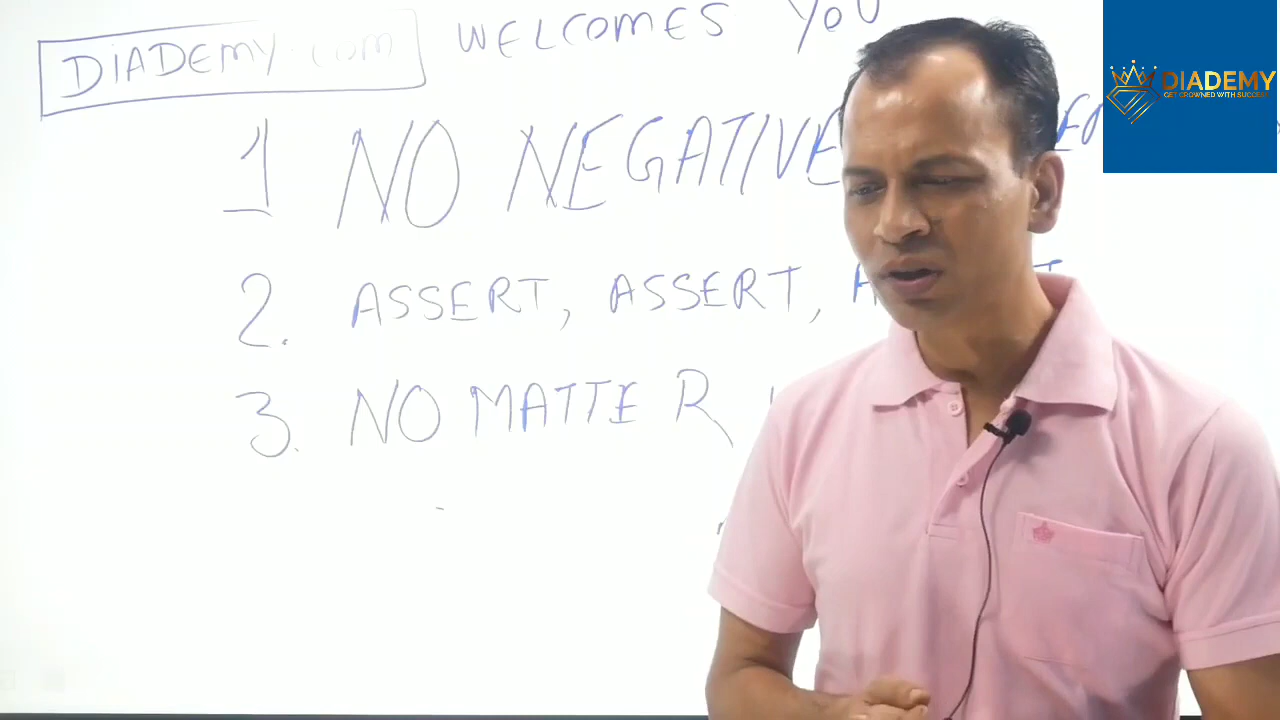 DIADEMY.com WELCOMES YOU
1 NO NEGATIVE
2. ASSERT, ASSERT,
3. NO MATTER
DIADEMY
GET CROWNED WITH SUCCESS